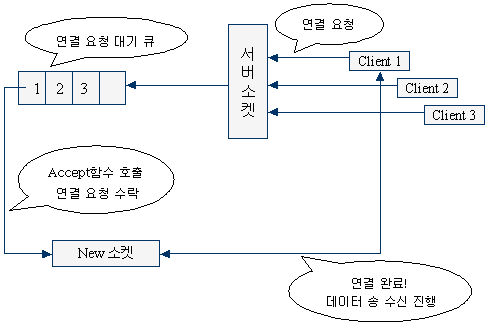 연결 요청 대기 큐
연결 요청
서버소켓
Client 1
Client 2
Client 3
1 2 3
Accept함수 호출
연결 요청 수락
New 소켓
연결 완료!
데이터 송 수신 진행